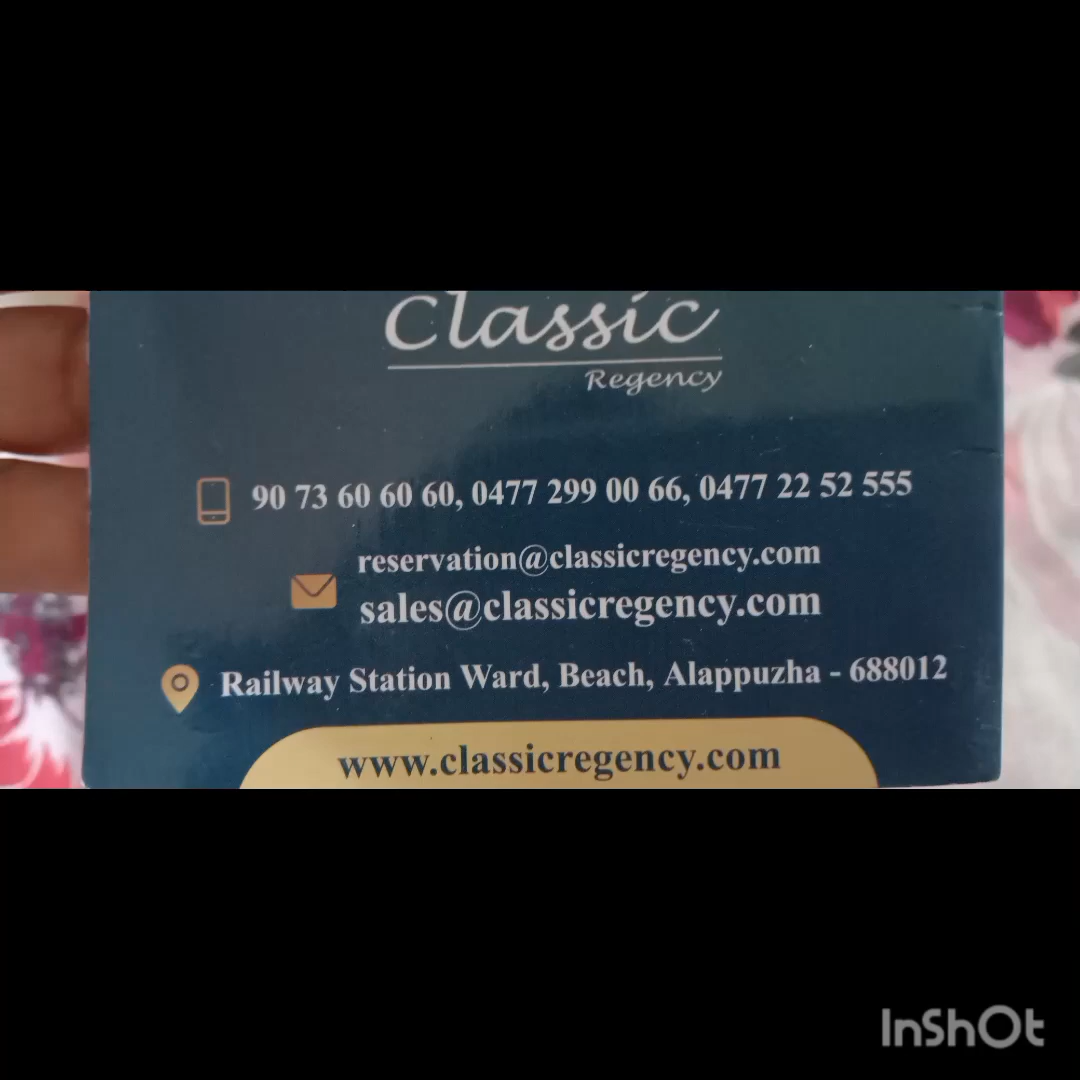 Classic
Regency
90 73 60 60 60, 0477 299 00 66, 0477 22 52 555
reservation@classicregency.com
sales@classicregency.com
Railway Station Ward, Beach, Alappuzha - 688012
www.classicregency.com
InShOt